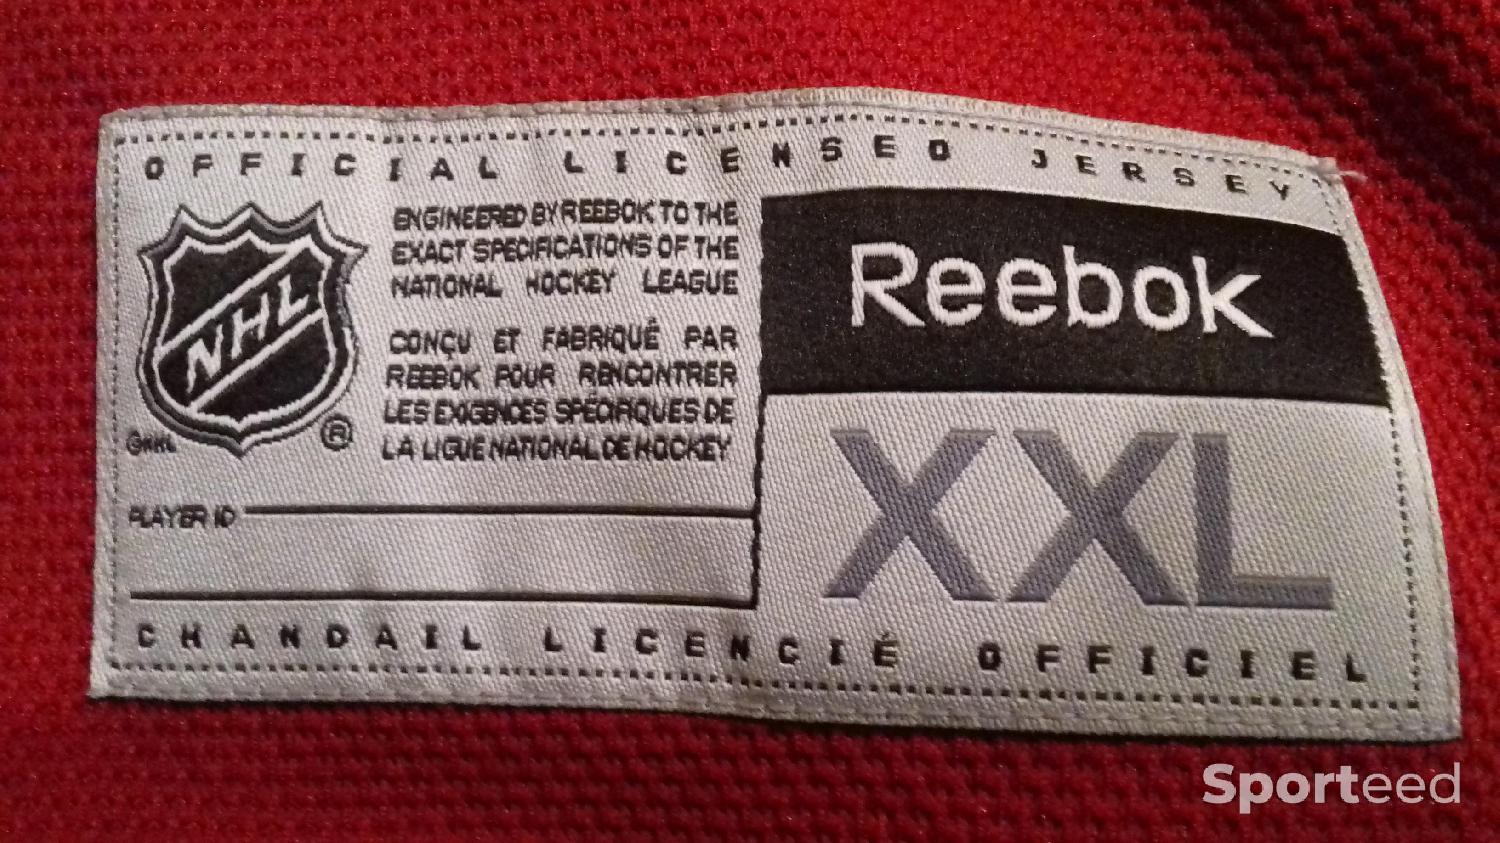 OFFICIAL LICENSED JERSEY
NHL
©NHL
®
ENGINEERED BY REEBOK TO THE
EXACT SPECIFICATIONS OF THE
NATIONAL HOCKEY LEAGUE
CONÇU ET FABRIQUÉ PAR
REEBOK POUR RENCONTRER
LES EXIGENCES SPÉCIFIQUES DE
LA LIGUE NATIONAL DE HOCKEY
PLAYER ID
Reebok
XXL
CHANDAIL LICENCIÉ OFFICIEL
Sporteed